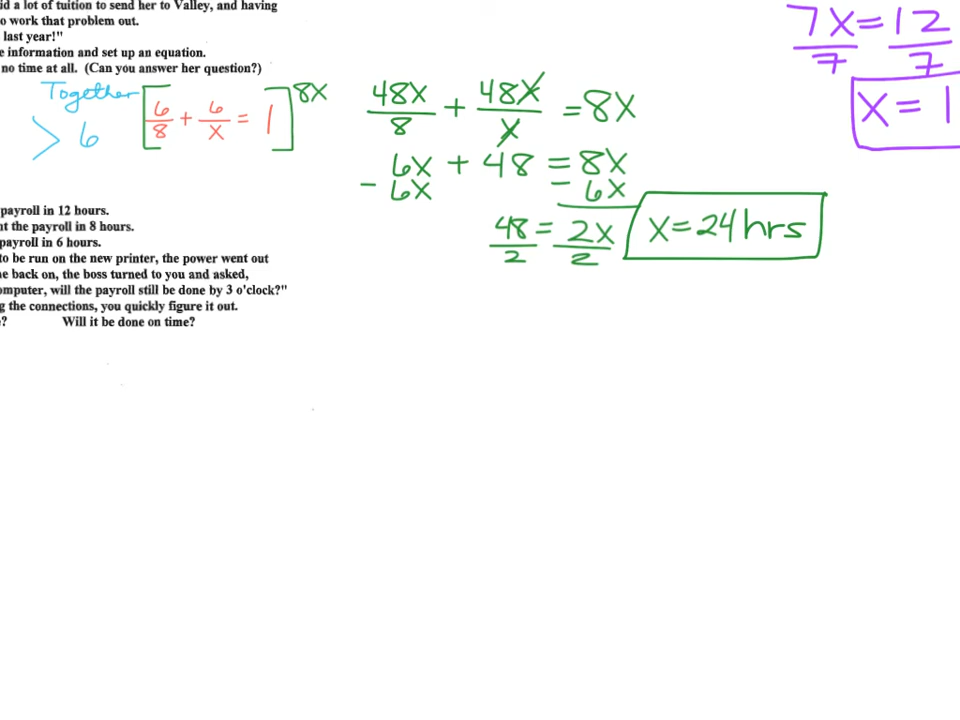 id a lot of tuition to send her to Valley, and having
o work that problem out.
last year!"
e information and set up an equation.
no time at all. (Can you answer her question?)
7x = 12
7 7
x = 1
Together
> 6
[6/8 + 6/x = 1] 8x
48x/8 + 48x/x = 8x
6x + 48 = 8x
- 6x - 6x
48/2 = 2x/2
x = 24 hrs
payroll in 12 hours.
nt the payroll in 8 hours.
payroll in 6 hours.
to be run on the new printer, the power went out
e back on, the boss turned to you and asked,
omputer, will the payroll still be done by 3 o'clock?"
g the connections, you quickly figure it out.
? Will it be done on time?